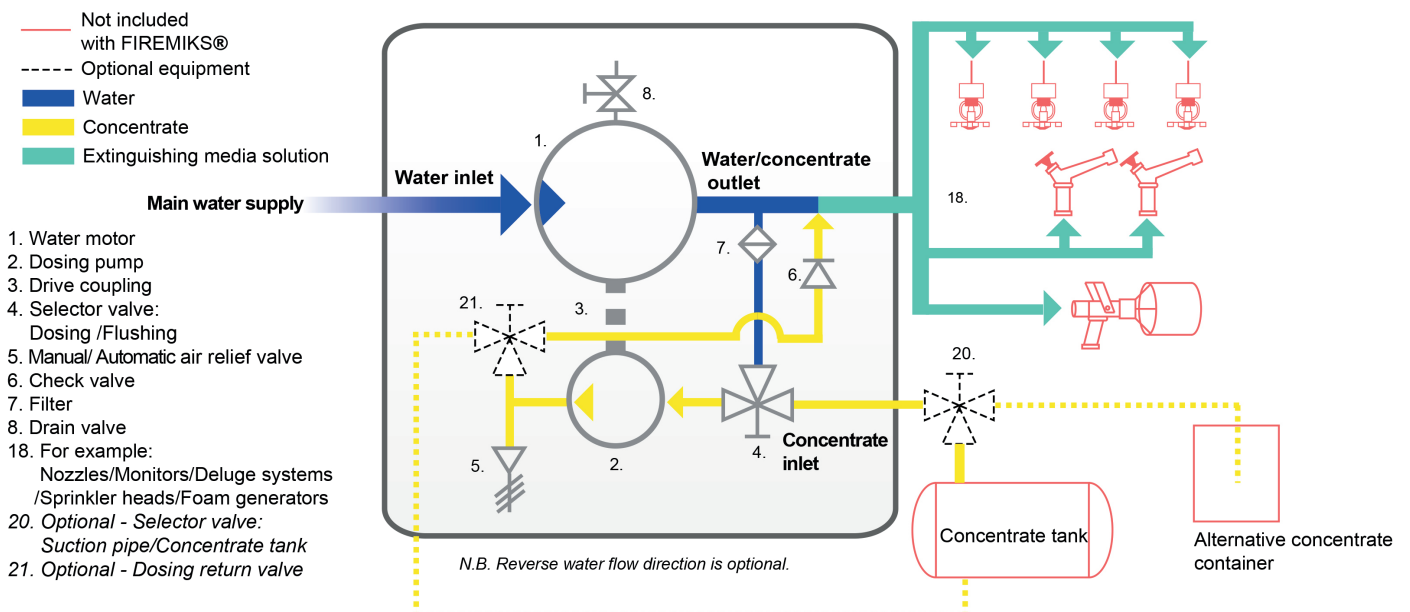 Not included
with FIREMIKS®
Optional equipment
Water
Concentrate
Extinguishing media solution
Main water supply
Water inlet
Water/concentrate
outlet
1. Water motor
2. Dosing pump
3. Drive coupling
4. Selector valve:
Dosing /Flushing
5. Manual/ Automatic air relief valve
6. Check valve
7. Filter
8. Drain valve
18. For example:
Nozzles/Monitors/Deluge systems
/Sprinkler heads/Foam generators
20. Optional - Selector valve:
Suction pipe/Concentrate tank
21. Optional - Dosing return valve
8.
1.
7.
6.
21.
3.
5.
2.
4.
Concentrate
inlet
18.
20.
Concentrate tank
Alternative concentrate
container
N.B. Reverse water flow direction is optional.